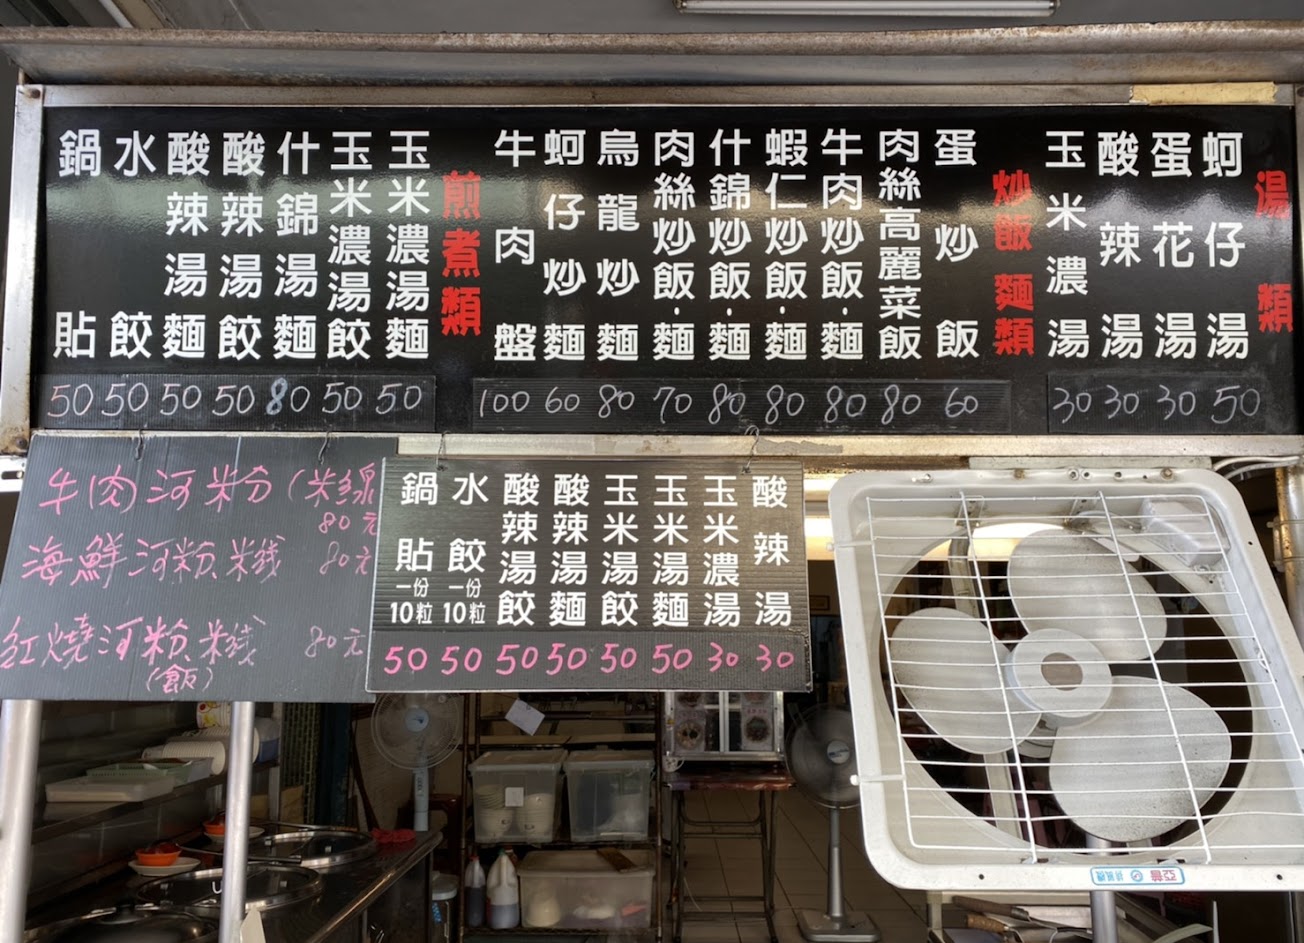 湯類
蚵仔湯 50
蛋花湯 30
酸辣湯 30
玉米濃湯 30
炒飯麵類
蛋炒飯 60
肉絲高麗菜飯 80
牛肉炒飯.麵 80
蝦仁炒飯.麵 80
什錦炒飯.麵 80
肉絲炒飯.麵 70
烏龍炒麵 80
蚵仔炒麵 60
牛肉盤 100
煎煮類
玉米濃湯麵 50
玉米濃湯餃 50
什錦湯麵 80
酸辣湯餃 50
酸辣湯麵 50
水餃 50
鍋貼 50
牛肉河粉(米線
80元
海鮮河粉.米線 80元
紅燒河粉.米線 80元
(飯)
酸辣湯 30
玉米濃湯 30
玉米湯麵 50
玉米湯餃 50
酸辣湯麵 50
酸辣湯餃 50
水餃一份10粒 50
鍋貼一份10粒 50